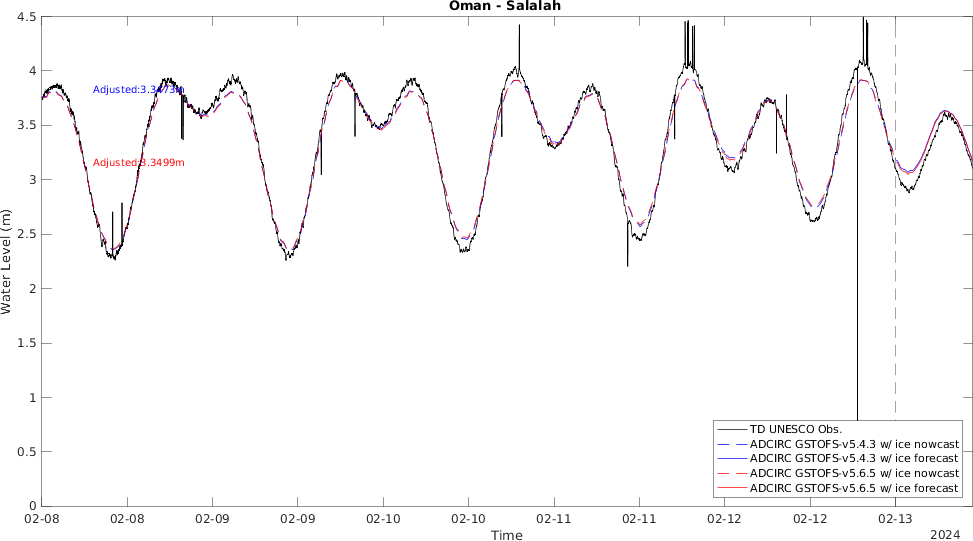 Oman - Salalah
4.5
4
3.5
3
2.5
2
1.5
1
0.5
0
Water Level (m)
Adjusted:3.3473m
Adjusted:3.3499m
TD UNESCO Obs.
ADCIRC GSTOFS-v5.4.3 w/ ice nowcast
ADCIRC GSTOFS-v5.4.3 w/ ice forecast
ADCIRC GSTOFS-v5.6.5 w/ ice nowcast
ADCIRC GSTOFS-v5.6.5 w/ ice forecast
02-08 02-08 02-09 02-09 02-10 02-10 02-11 02-11 02-12 02-12 02-13
Time
2024